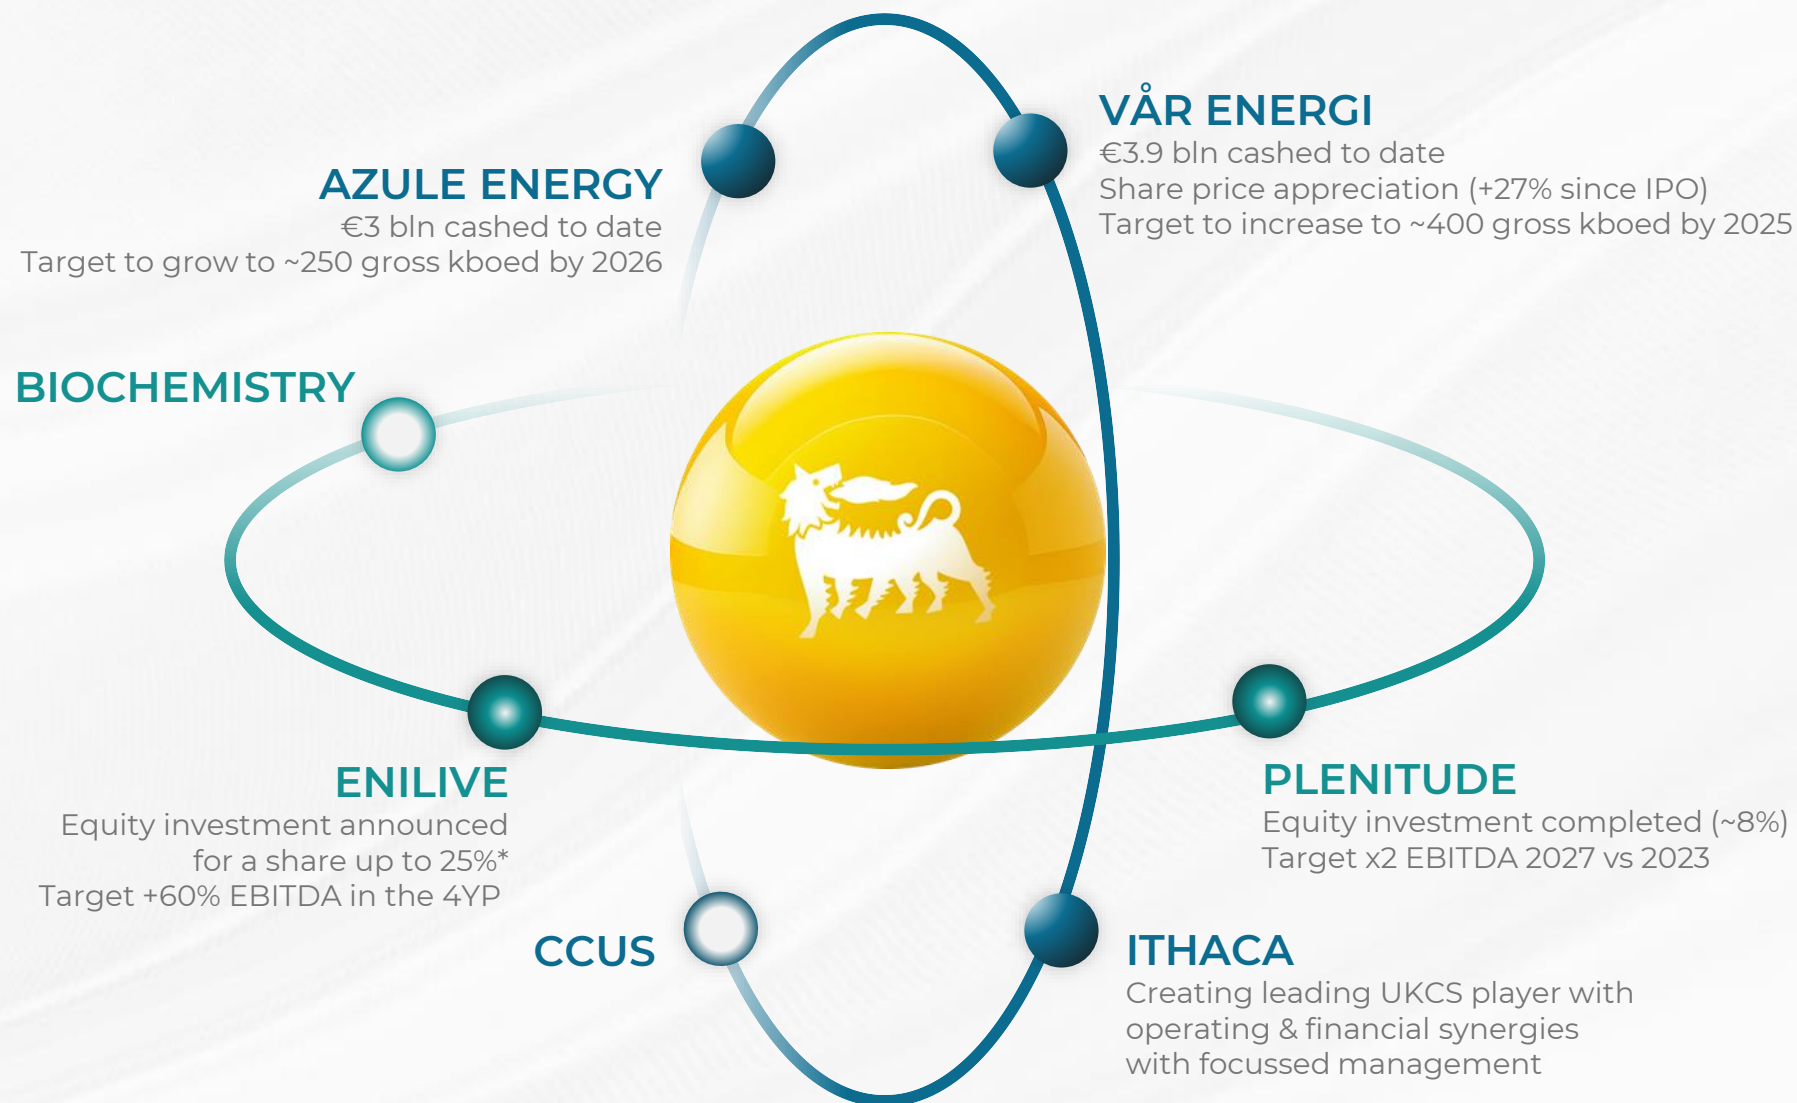 VÅR ENERGI
€3.9 bln cashed to date
Share price appreciation (+27% since IPO)
Target to increase to ~400 gross kboed by 2025
AZULE ENERGY
€3 bln cashed to date
Target to grow to ~250 gross kboed by 2026
BIOCHEMISTRY
ENILIVE
Equity investment announced
for a share up to 25%*
Target +60% EBITDA in the 4YP
PLENITUDE
Equity investment completed (~8%)
Target x2 EBITDA 2027 vs 2023
CCUS
ITHACA
Creating leading UKCS player with
operating & financial synergies
with focussed management